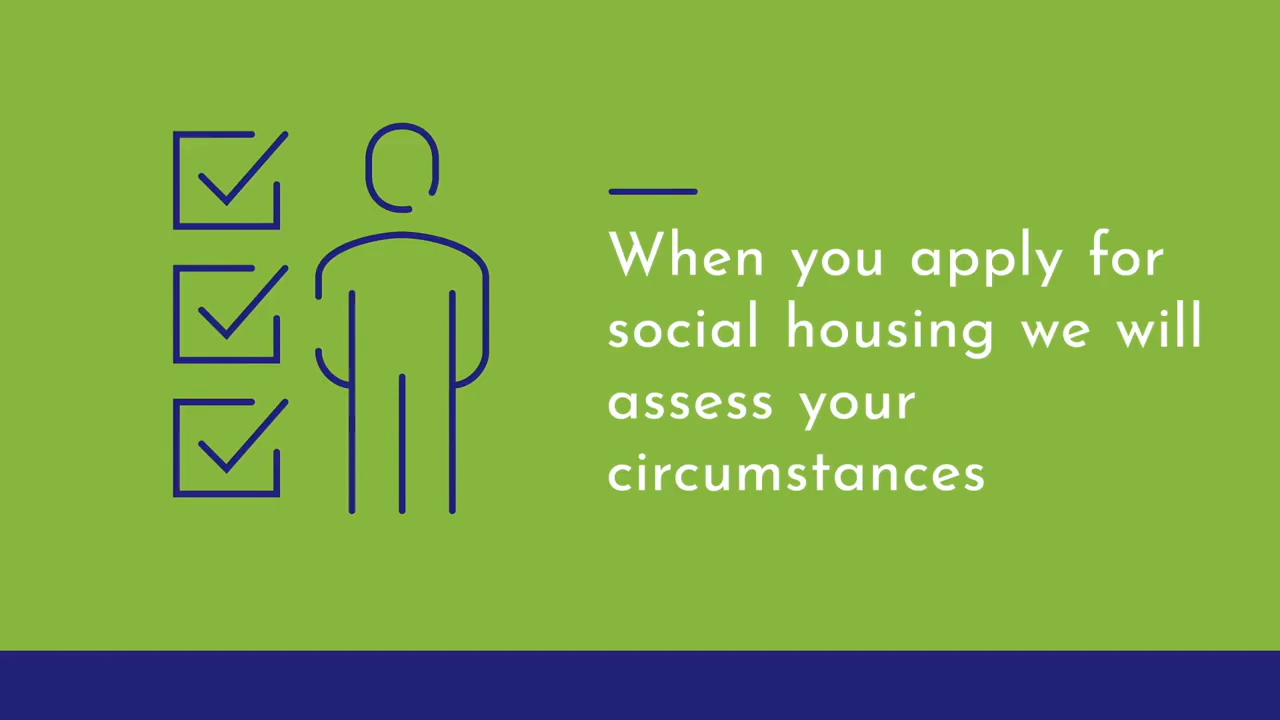 When you apply for
social housing we will
assess your
circumstances